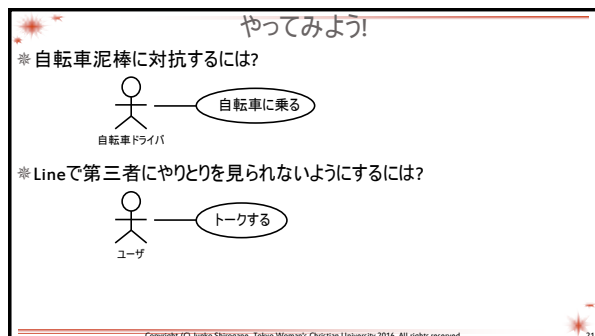 やってみよう!
自転車泥棒に対抗するには?
自転車に乗る
自転車ドライバ
Lineで第三者にやりとりを見られないようにするには?
トークする
ユーザ
Copyright (C) Junko Shirogane, Tokyo Woman's Christian University 2016, All rights reserved.
21